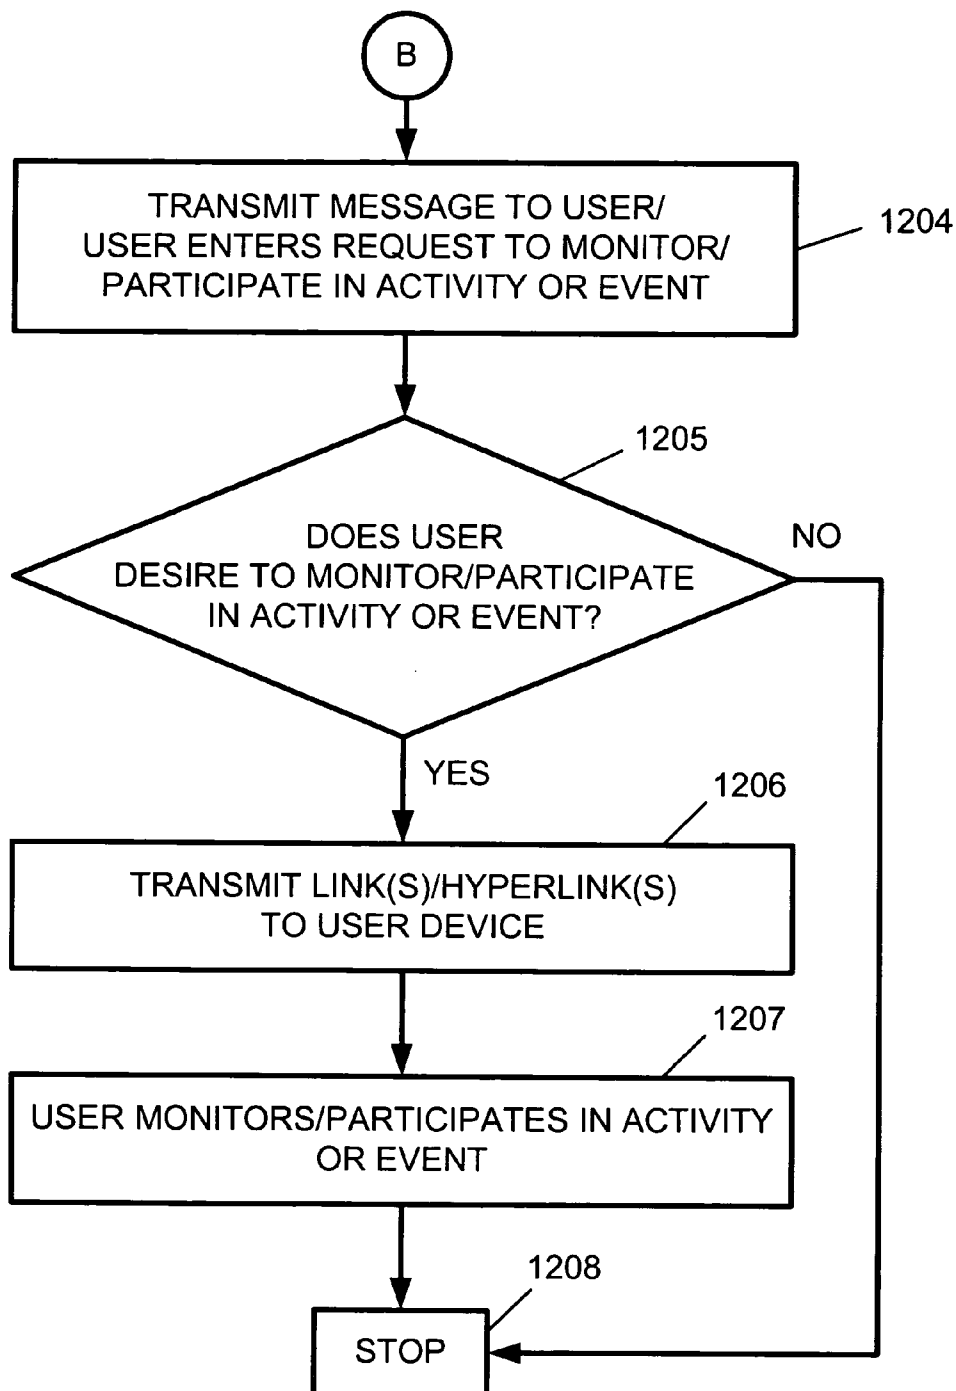 B
TRANSMIT MESSAGE TO USER/
USER ENTERS REQUEST TO MONITOR/
PARTICIPATE IN ACTIVITY OR EVENT
1204
1205
DOES USER
DESIRE TO MONITOR/PARTICIPATE
IN ACTIVITY OR EVENT?
NO
YES
1206
TRANSMIT LINK(S)/HYPERLINK(S)
TO USER DEVICE
1207
USER MONITORS/PARTICIPATES IN ACTIVITY
OR EVENT
1208
STOP